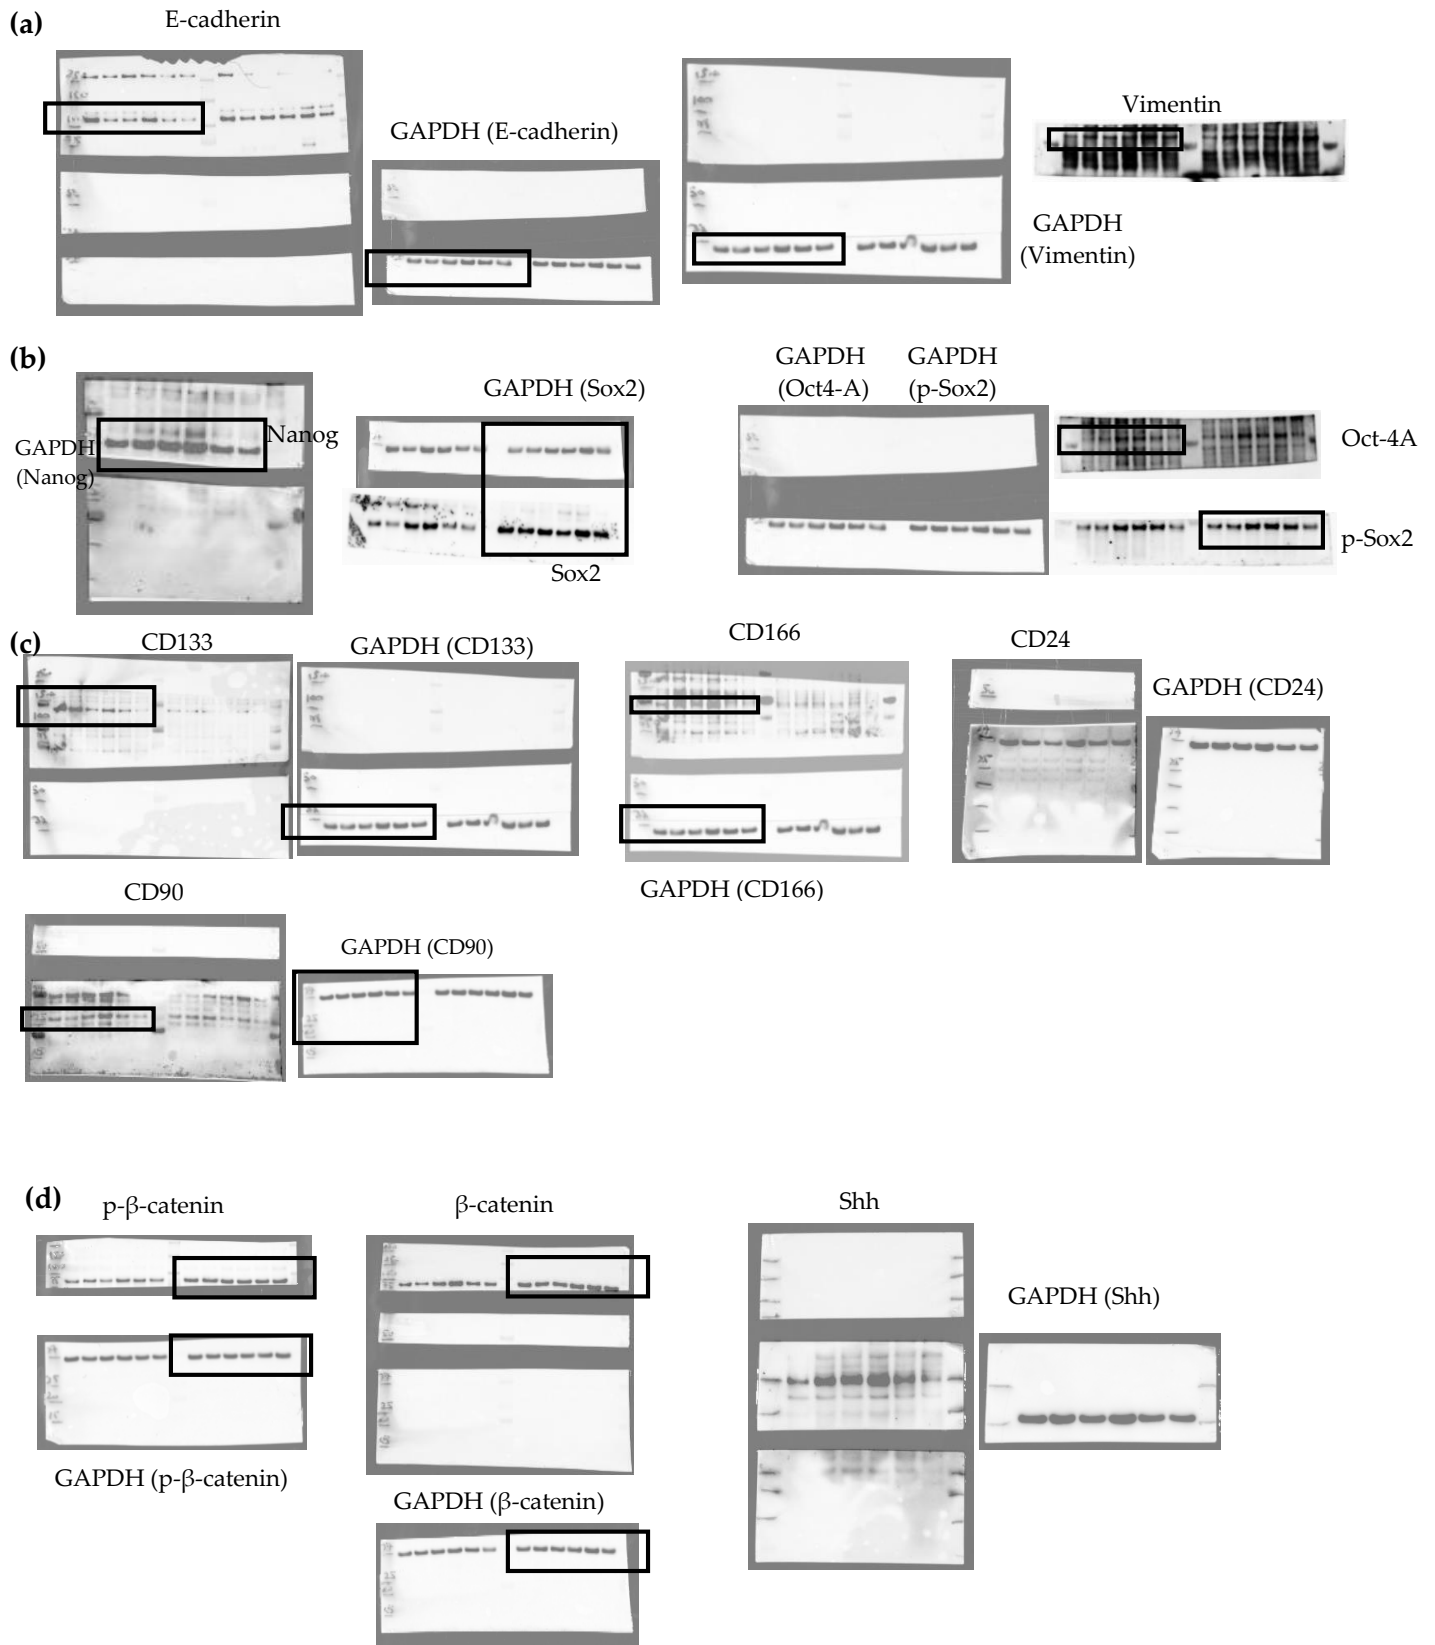 (a)
E-cadherin
GAPDH (E-cadherin)
Vimentin
GAPDH
(Vimentin)
(b)
GAPDH
(Nanog)
Nanog
GAPDH (Sox2)
Sox2
GAPDH
(Oct4-A)
GAPDH
(p-Sox2)
Oct-4A
p-Sox2
(c)
CD133
GAPDH (CD133)
CD166
GAPDH (CD166)
CD24
GAPDH (CD24)
CD90
GAPDH (CD90)
(d)
p-β-catenin
GAPDH (p-β-catenin)
β-catenin
GAPDH (β-catenin)
Shh
GAPDH (Shh)